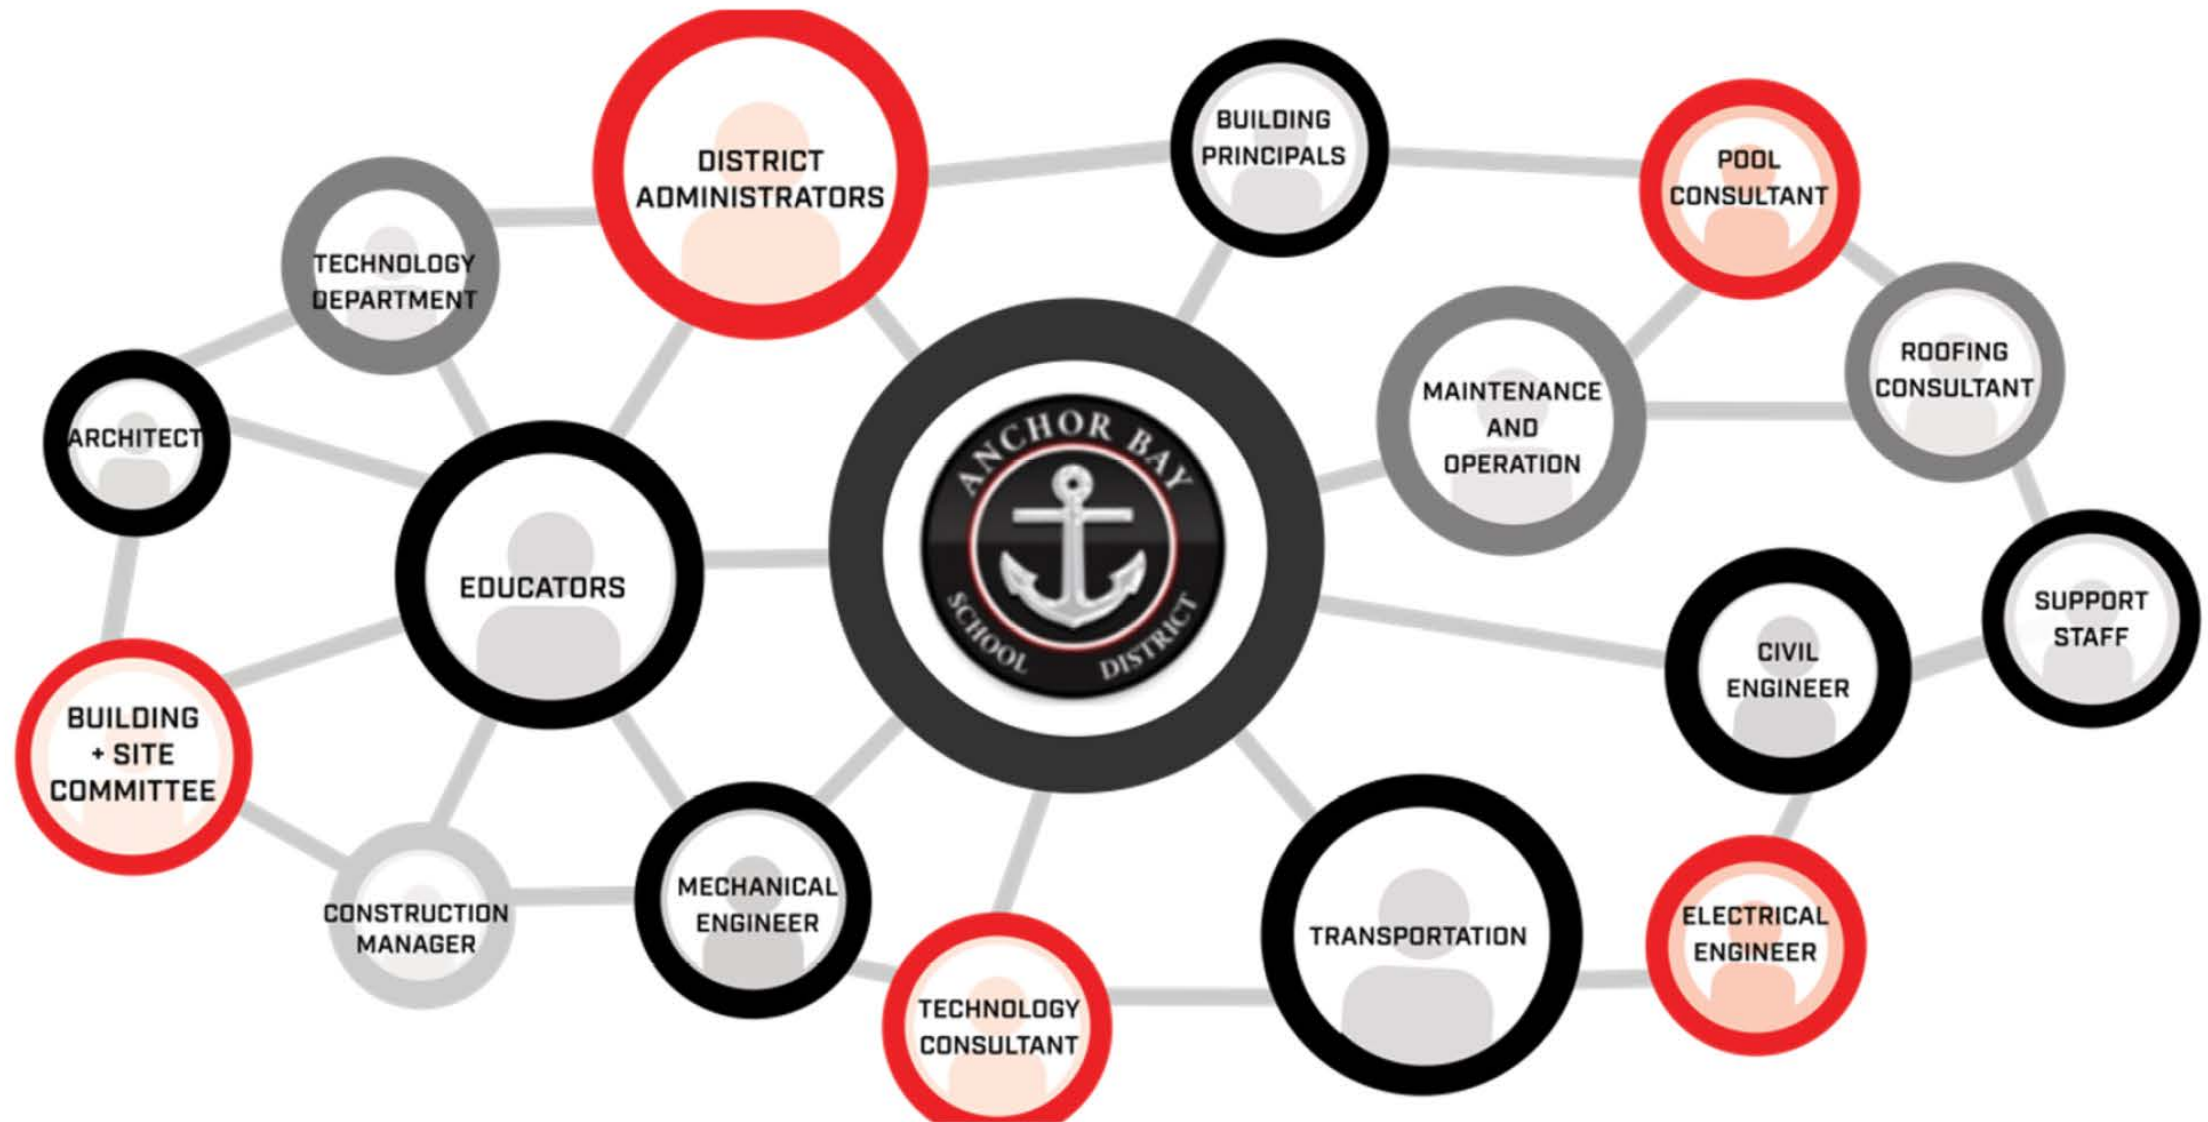 DISTRICT
ADMINISTRATORS
BUILDING
PRINCIPALS
POOL
CONSULTANT
TECHNOLOGY
DEPARTMENT
ROOFING
CONSULTANT
MAINTENANCE
AND
OPERATION
ARCHITECT
ANCHOR BAY
SCHOOL DISTRICT
EDUCATORS
SUPPORT
STAFF
CIVIL
ENGINEER
BUILDING
+ SITE
COMMITTEE
CONSTRUCTION
MANAGER
MECHANICAL
ENGINEER
TECHNOLOGY
CONSULTANT
TRANSPORTATION
ELECTRICAL
ENGINEER